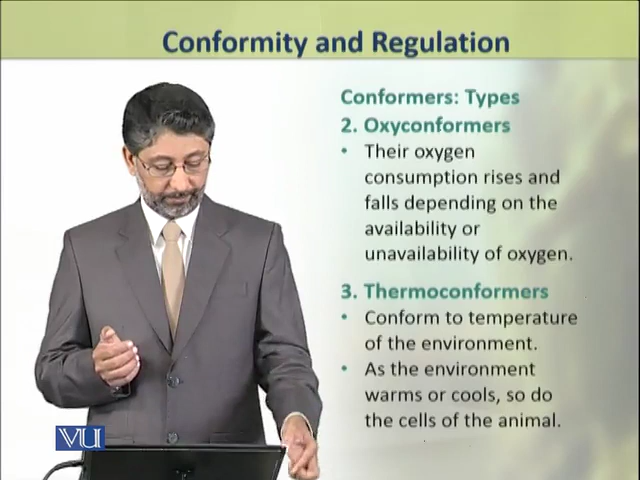 Conformity and Regulation
Conformers: Types
2. Oxyconformers
• Their oxygen
consumption rises and
falls depending on the
availability or
unavailability of oxygen.
3. Thermoconformers
• Conform to temperature
of the environment.
• As the environment
warms or cools, so do
the cells of the animal.
VU